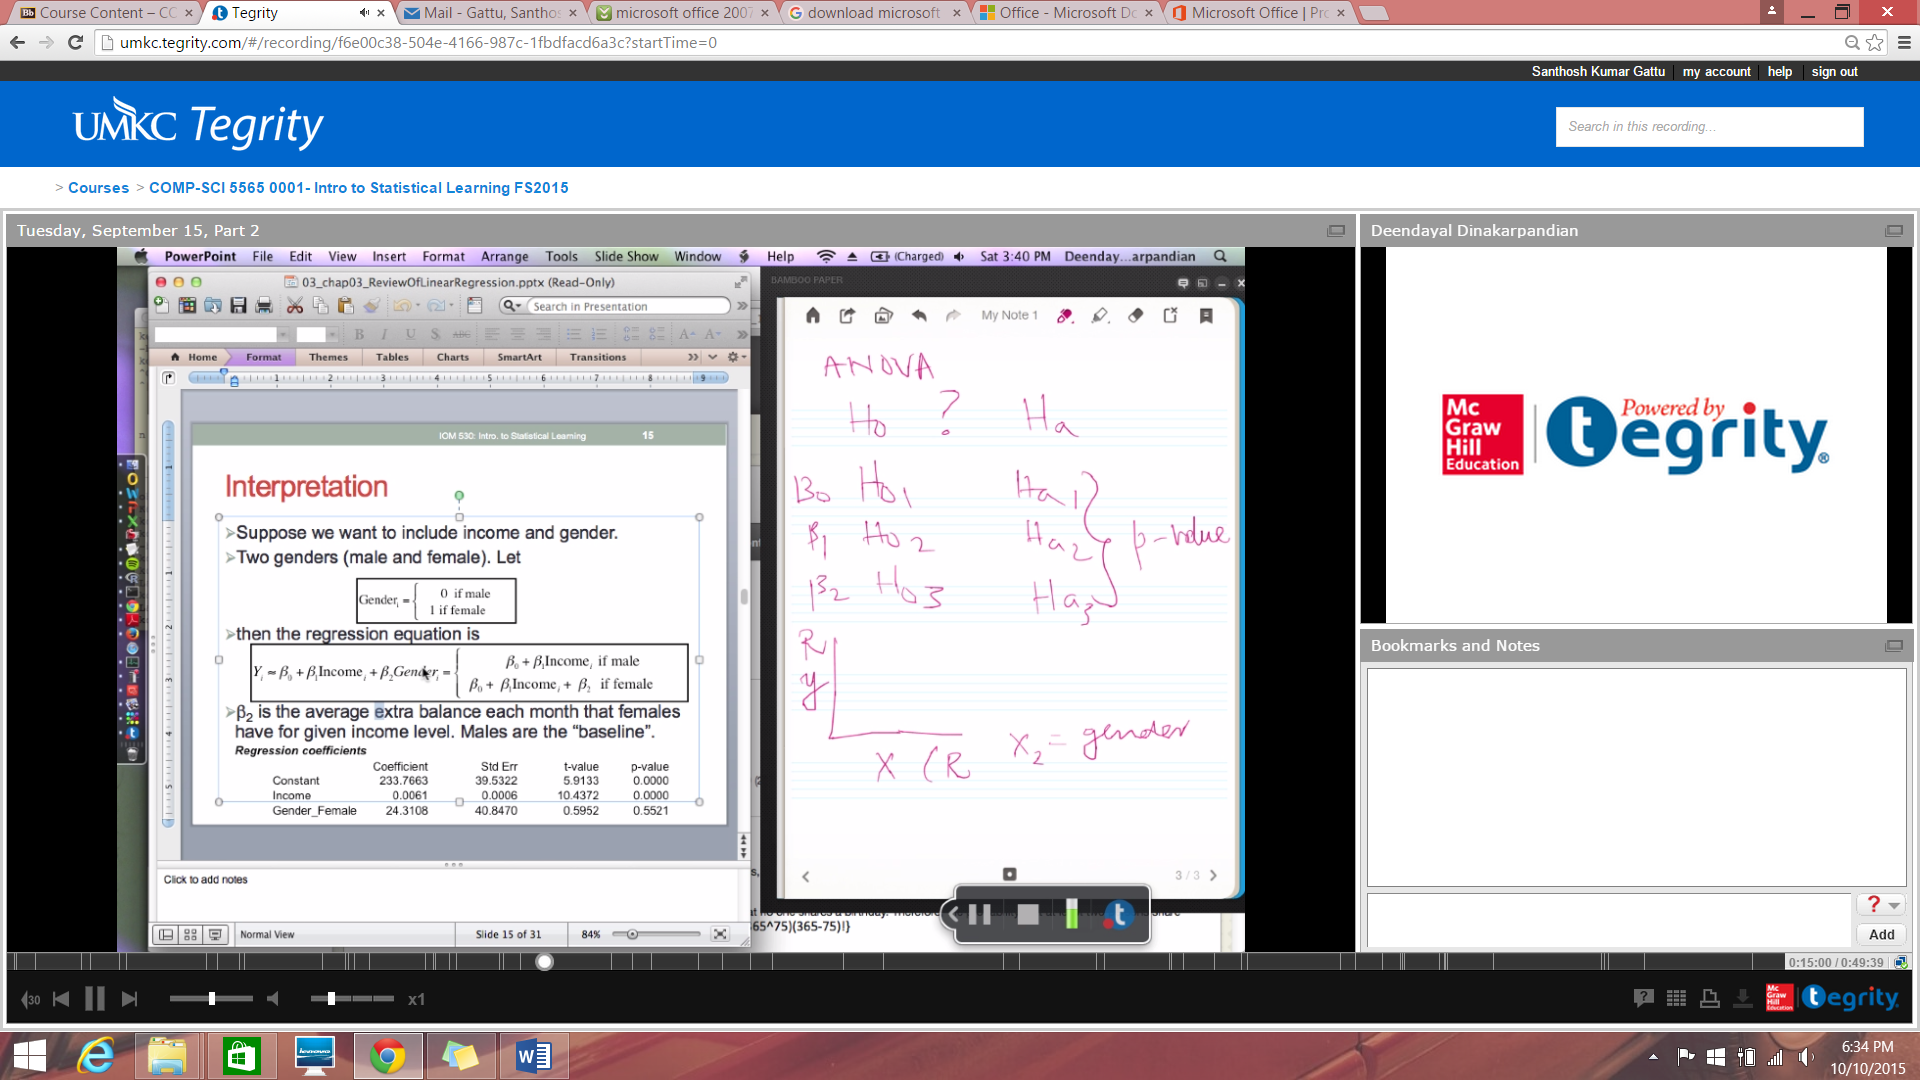 Course Content – CC
Tegrity
Mail - Gattu, Santhos
microsoft office 2007
download microsoft
Office - Microsoft Do
Microsoft Office | Pro
umkc.tegrity.com/#/recording/f6e00c38-504e-4166-987c-1fbdfacd6a3c?startTime=0
Santhosh Kumar Gattu | my account | help | sign out
UMKC Tegrity
Search in this recording...
> Courses > COMP-SCI 5565 0001- Intro to Statistical Learning FS2015
Tuesday, September 15, Part 2
Deendayal Dinakarpandian
PowerPoint File Edit View Insert Format Arrange Tools Slide Show Window Help (Charged) Sat 3:40 PM Deenday...arpandian
03_chap03_ReviewOfLinearRegression.pptx (Read-Only)
Search in Presentation
Home Format Themes Tables Charts SmartArt Transitions
IOM 530: Intro. to Statistical Learning 15
Interpretation
➢Suppose we want to include income and gender.
➢Two genders (male and female). Let
Genderᵢ = { 0 if male
1 if female
➢then the regression equation is
Yᵢ ≈ β₀ + β₁Incomeᵢ + β₂Genderᵢ = { β₀ + β₁Incomeᵢ if male
β₀ + β₁Incomeᵢ + β₂ if female
➢β₂ is the average extra balance each month that females
have for given income level. Males are the “baseline”.
Regression coefficients
Coefficient Std Err t-value p-value
Constant 233.7663 39.5322 5.9133 0.0000
Income 0.0061 0.0006 10.4372 0.0000
Gender_Female 24.3108 40.8470 0.5952 0.5521
Click to add notes
Normal View Slide 15 of 31 84%
BAMBOO PAPER
My Note 1
ANOVA
H0 ? Ha
β0 H01 Ha1
β1 H02 Ha2 p-value
β2 H03 Ha3
R
y
X (R X2 = gender
3 / 3
65^75)(365-75)!}
Mc Graw Hill Education
Powered by tegrity
Bookmarks and Notes
?
Add
0:15:00 / 0:49:39
30
x1
Mc Graw Hill Education tegrity
6:34 PM
10/10/2015